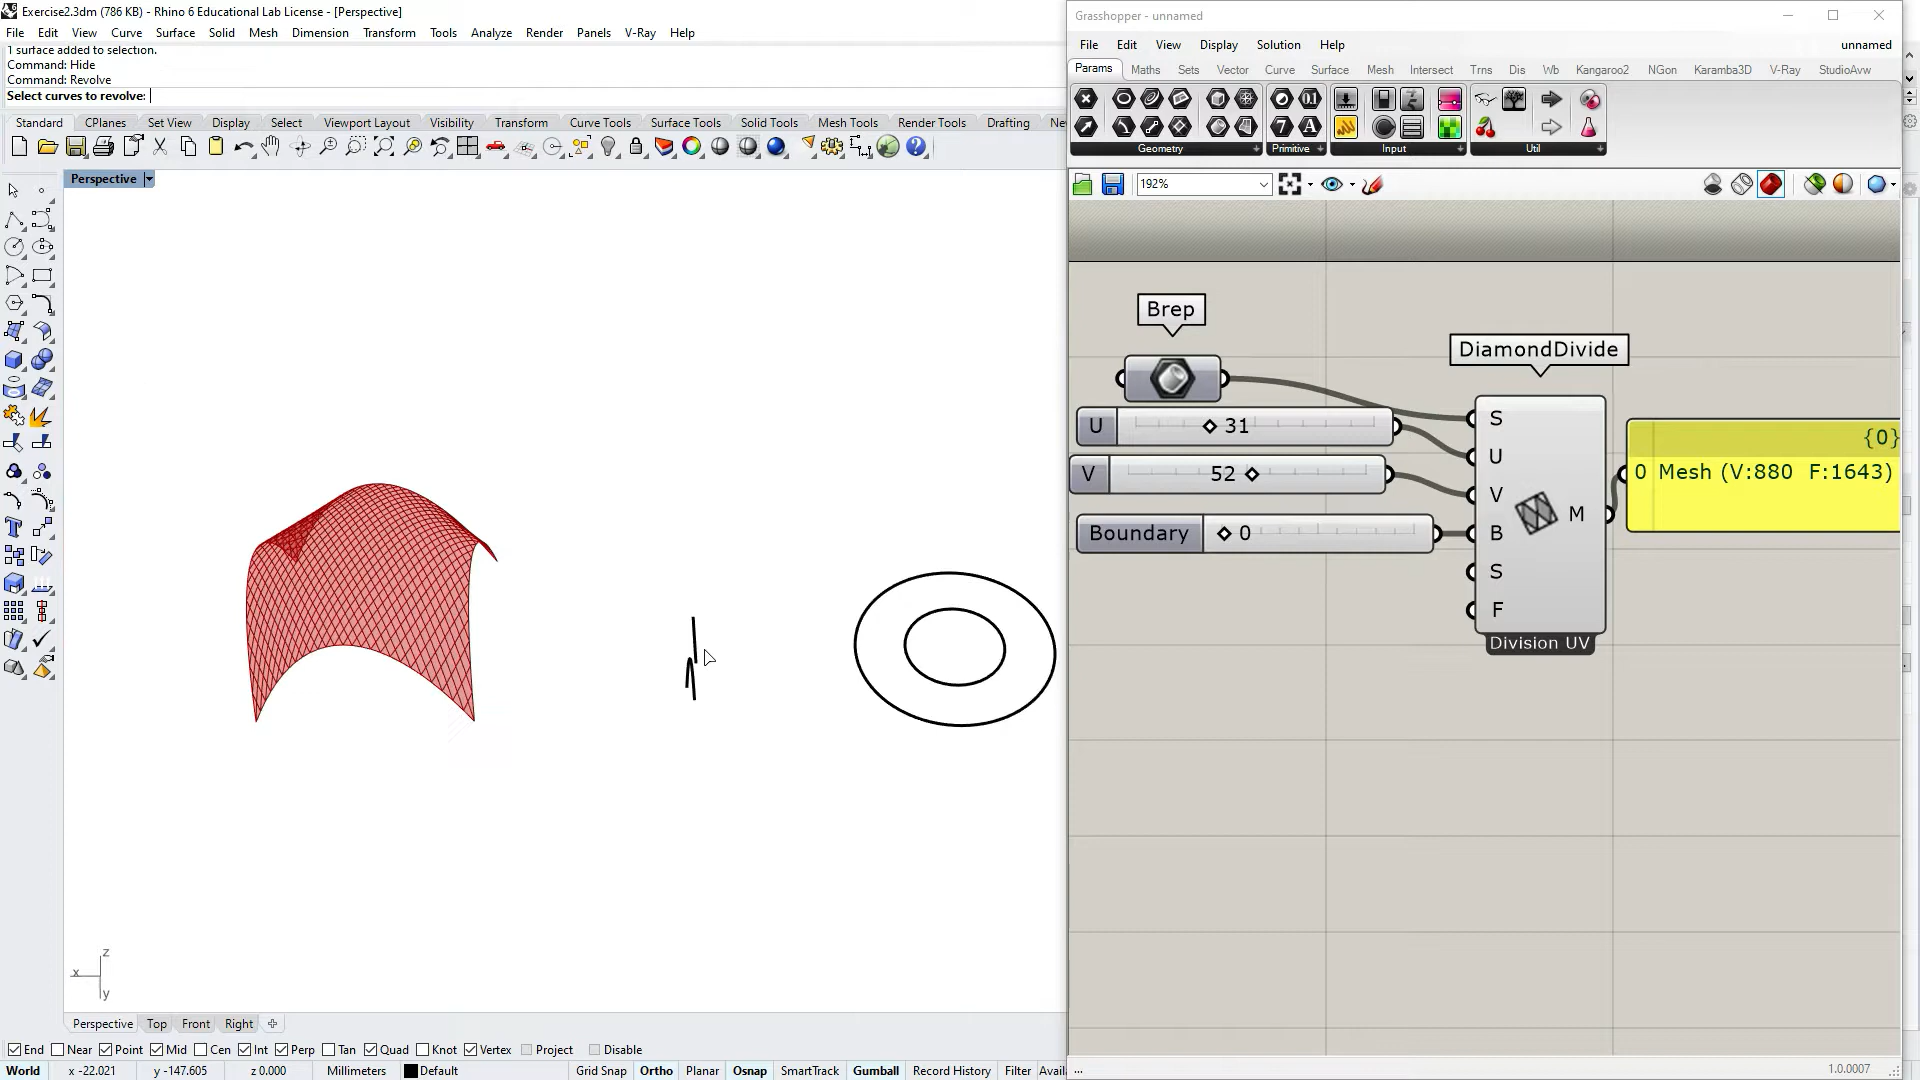 Exercise2.3dm (786 KB) - Rhino 6 Educational Lab License - [Perspective]
File Edit View Curve Surface Solid Mesh Dimension Transform Tools Analyze Render Panels V-Ray Help
1 surface added to selection.
Command: Hide
Command: Revolve
Select curves to revolve:
Standard CPlanes Set View Display Select Viewport Layout Visibility Transform Curve Tools Surface Tools Solid Tools Mesh Tools Render Tools Drafting
Perspective
x
z
y
Perspective Top Front Right
End Near Point Mid Cen Int Perp Tan Quad Knot Vertex Project Disable
World x -22.021 y -147.605 z 0.000 Millimeters Default Grid Snap Ortho Planar Osnap SmartTrack Gumball Record History Filter
Grasshopper - unnamed
File Edit View Display Solution Help unnamed
Params Maths Sets Vector Curve Surface Mesh Intersect Trns Dis Wb Kangaroo2 NGon Karamba3D V-Ray StudioAvw
Geometry Primitive Input Util
192%
Brep
DiamondDivide
U 31
V 52
Boundary 0
S
U
V
B
S
F
M
Division UV
{0}
0 Mesh (V:880 F:1643)
...
1.0.0007